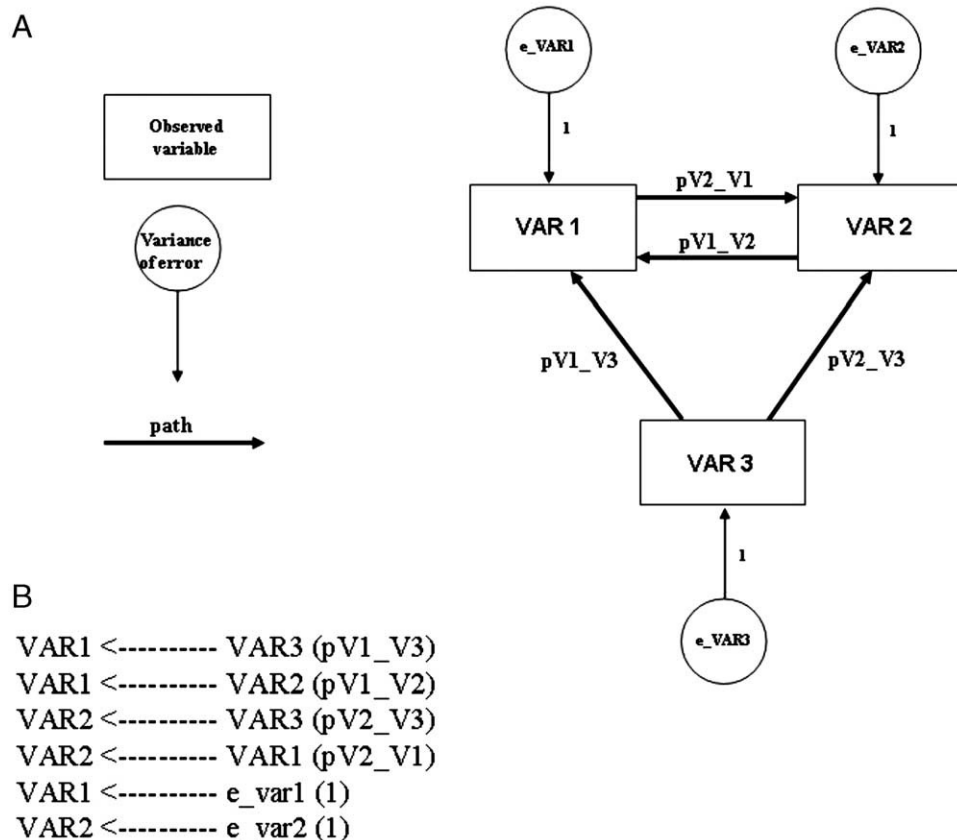 A
Observed
variable
Variance
of error
path
e_VAR1
e_VAR2
1
1
VAR 1
pV2_V1
pV1_V2
VAR 2
pV1_V3
pV2_V3
VAR 3
1
e_VAR3
B
VAR1 <---------- VAR3 (pV1_V3)
VAR1 <---------- VAR2 (pV1_V2)
VAR2 <---------- VAR3 (pV2_V3)
VAR2 <---------- VAR1 (pV2_V1)
VAR1 <---------- e_var1 (1)
VAR2 <---------- e_var2 (1)